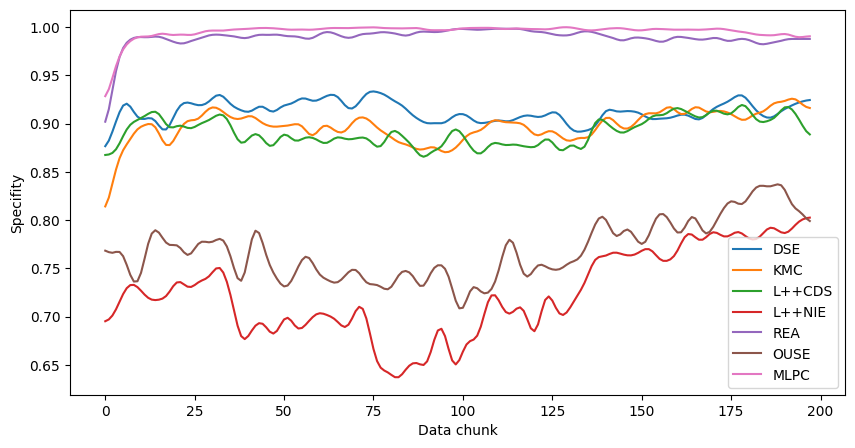 1.00
0.95
0.90
0.85
0.80
0.75
0.70
0.65
Specifity
0
25
50
75
100
125
150
175
200
Data chunk
DSE
KMC
L++CDS
L++NIE
REA
OUSE
MLPC